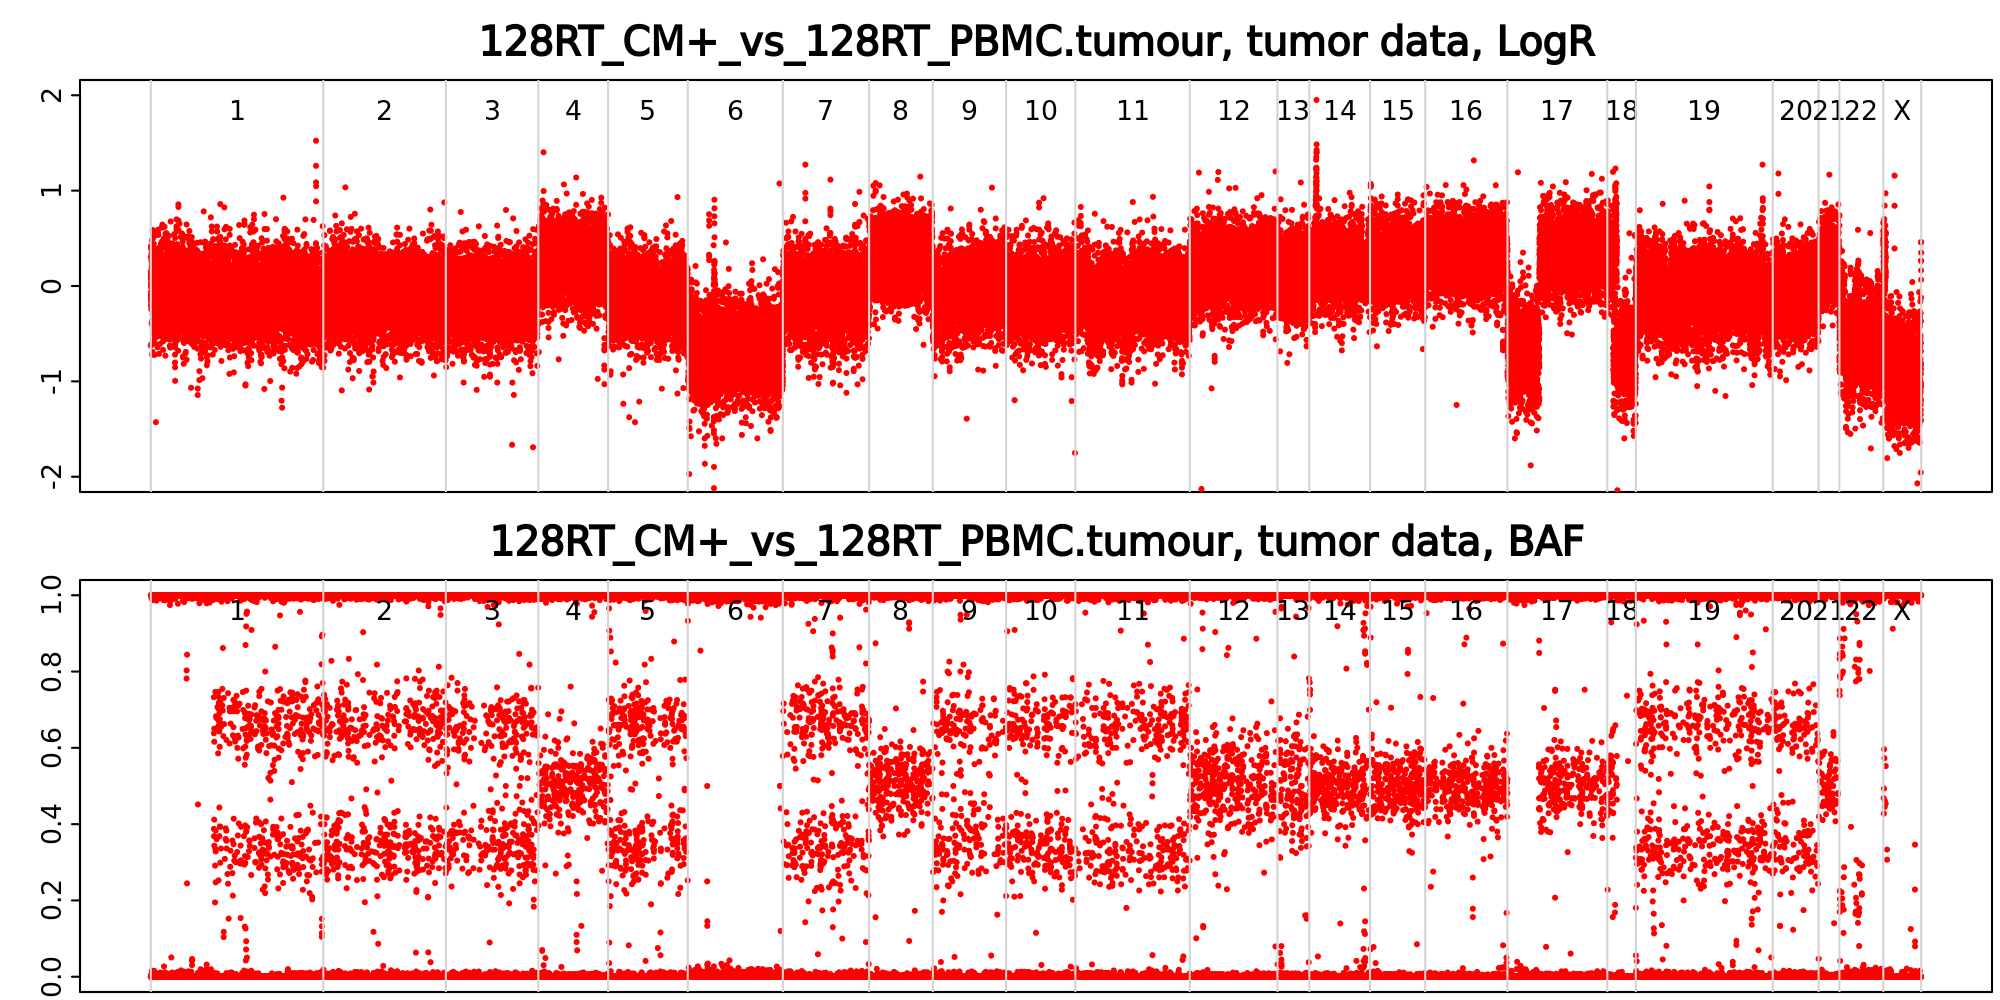 128RT_CM+_vs_128RT_PBMC.tumour, tumor data, LogR
2
1 2 3 4 5 6 7 8 9 10 11 12 13 14 15 16 17 18 19 20 21 22 X
1
0
-1
-2
128RT_CM+_vs_128RT_PBMC.tumour, tumor data, BAF
1.0
1 2 3 4 5 6 7 8 9 10 11 12 13 14 15 16 17 18 19 20 21 22 X
0.8
0.6
0.4
0.2
0.0